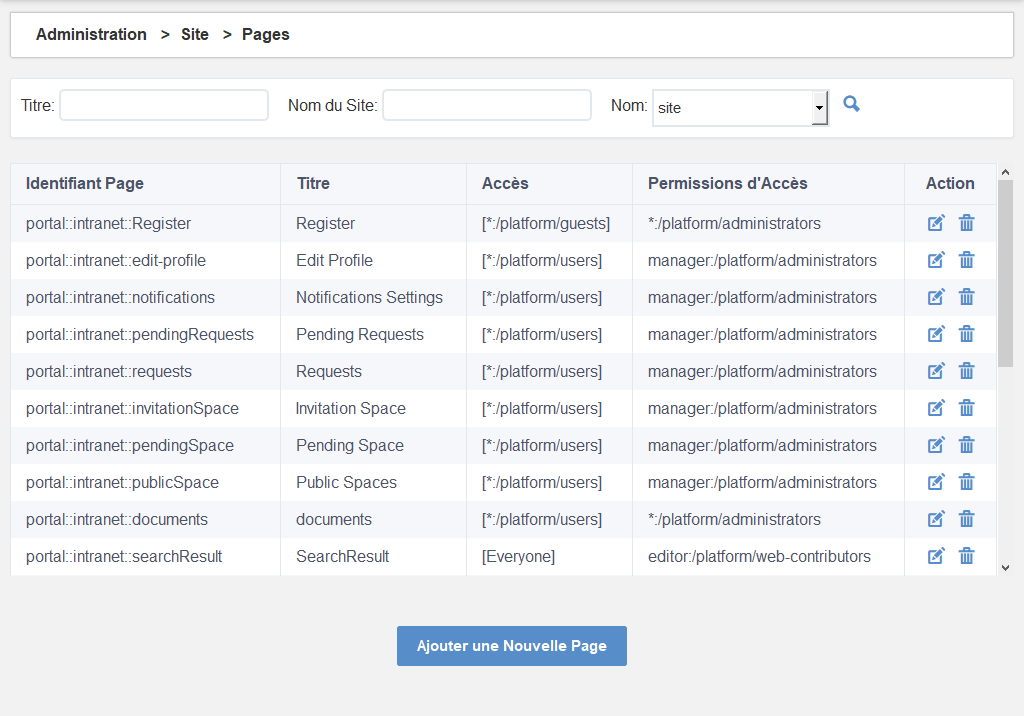 Administration > Site > Pages
Titre: Nom du Site: Nom: site
Identifiant Page Titre Accès Permissions d'Accès Action
portal::intranet::Register Register [*:/platform/guests] *:/platform/administrators
portal::intranet::edit-profile Edit Profile [*:/platform/users] manager:/platform/administrators
portal::intranet::notifications Notifications Settings [*:/platform/users] manager:/platform/administrators
portal::intranet::pendingRequests Pending Requests [*:/platform/users] manager:/platform/administrators
portal::intranet::requests Requests [*:/platform/users] manager:/platform/administrators
portal::intranet::invitationSpace Invitation Space [*:/platform/users] manager:/platform/administrators
portal::intranet::pendingSpace Pending Space [*:/platform/users] manager:/platform/administrators
portal::intranet::publicSpace Public Spaces [*:/platform/users] manager:/platform/administrators
portal::intranet::documents documents [*:/platform/users] *:/platform/administrators
portal::intranet::searchResult SearchResult [Everyone] editor:/platform/web-contributors
Ajouter une Nouvelle Page